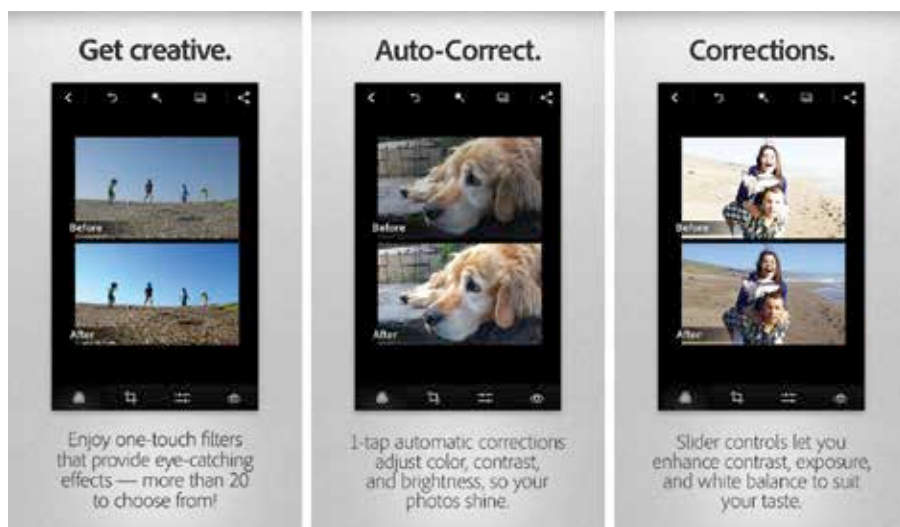 Get creative.
Before
After
Enjoy one-touch filters
that provide eye-catching
effects — more than 20
to choose from!
Auto-Correct.
Before
After
1-tap automatic corrections
adjust color, contrast,
and brightness, so your
photos shine.
Corrections.
Before
After
Slider controls let you
enhance contrast, exposure,
and white balance to suit
your taste.